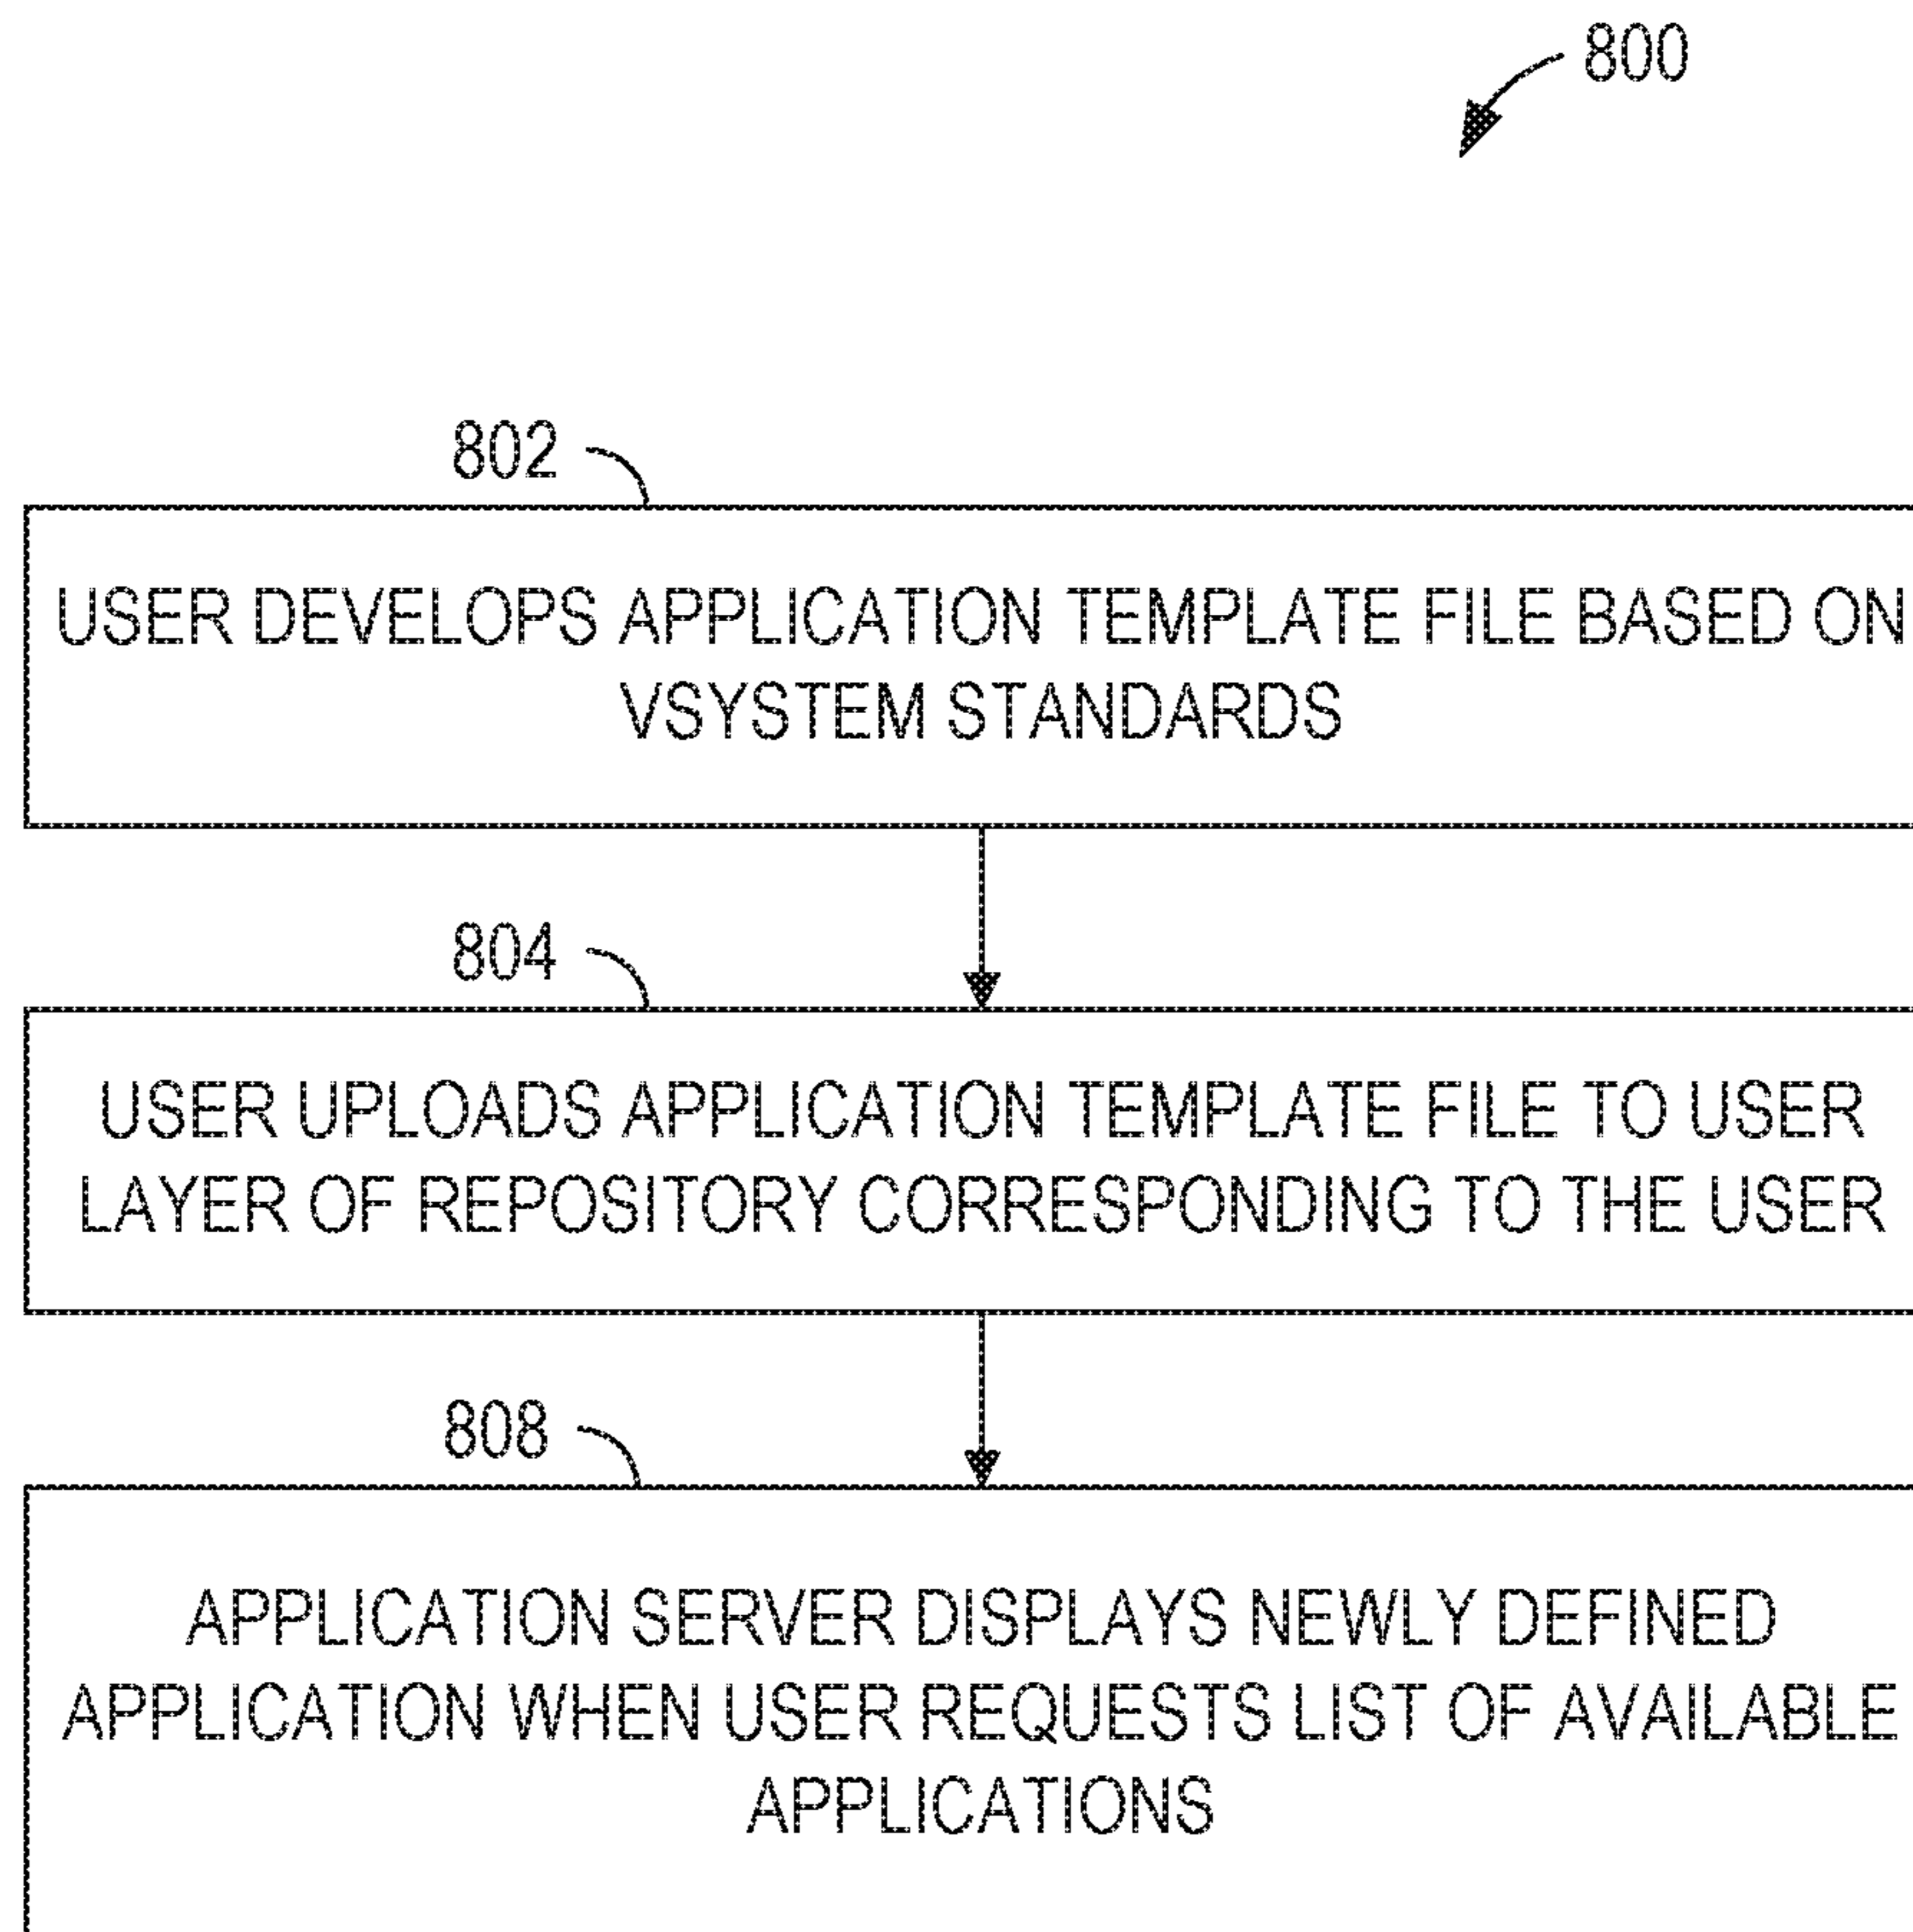 800
802
USER DEVELOPS APPLICATION TEMPLATE FILE BASED ON
VSYSTEM STANDARDS
804
USER UPLOADS APPLICATION TEMPLATE FILE TO USER
LAYER OF REPOSITORY CORRESPONDING TO THE USER
808
APPLICATION SERVER DISPLAYS NEWLY DEFINED
APPLICATION WHEN USER REQUESTS LIST OF AVAILABLE
APPLICATIONS